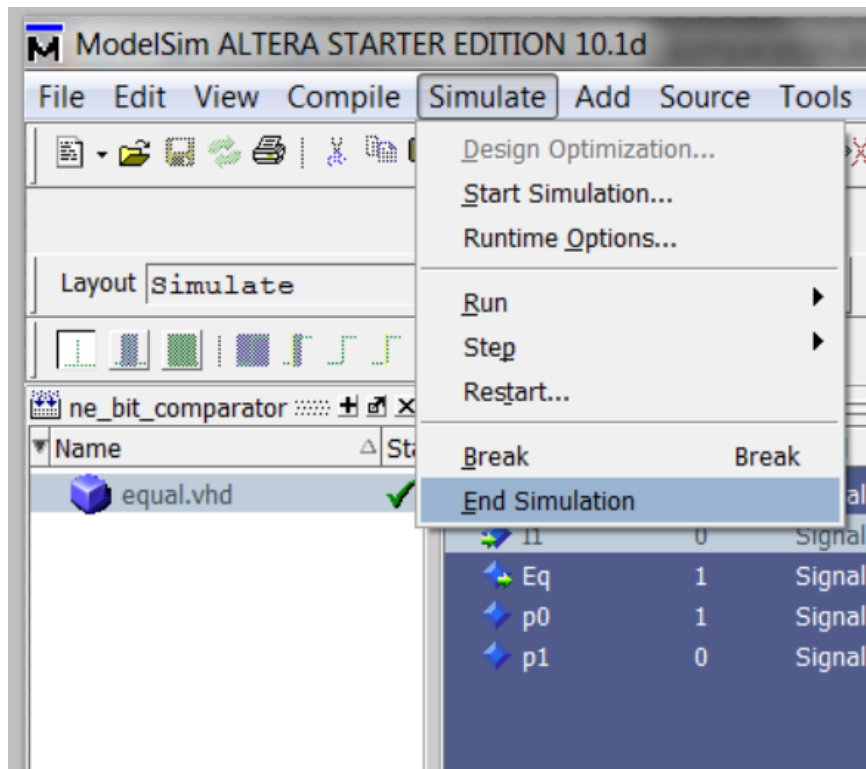 ModelSim ALTERA STARTER EDITION 10.1d
File Edit View Compile Simulate Add Source Tools
Design Optimization...
Start Simulation...
Runtime Options...
Layout Simulate
Run
Step
Restart...
ne_bit_comparator
Name Sta
Break Break
equal.vhd
End Simulation
I1 0 Signal
Eq 1 Signal
p0 1 Signal
p1 0 Signal